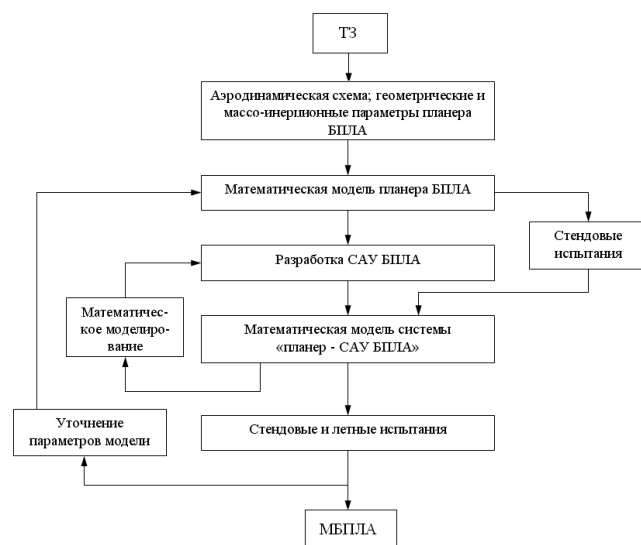 ТЗ
Аэродинамическая схема; геометрические и
массо-инерционные параметры планера
БПЛА
Математическая модель планера БПЛА
Стендовые
испытания
Разработка САУ БПЛА
Математичес-
кое моделиро-
вание
Математическая модель системы
«планер - САУ БПЛА»
Уточнение
параметров модели
Стендовые и летные испытания
МБПЛА